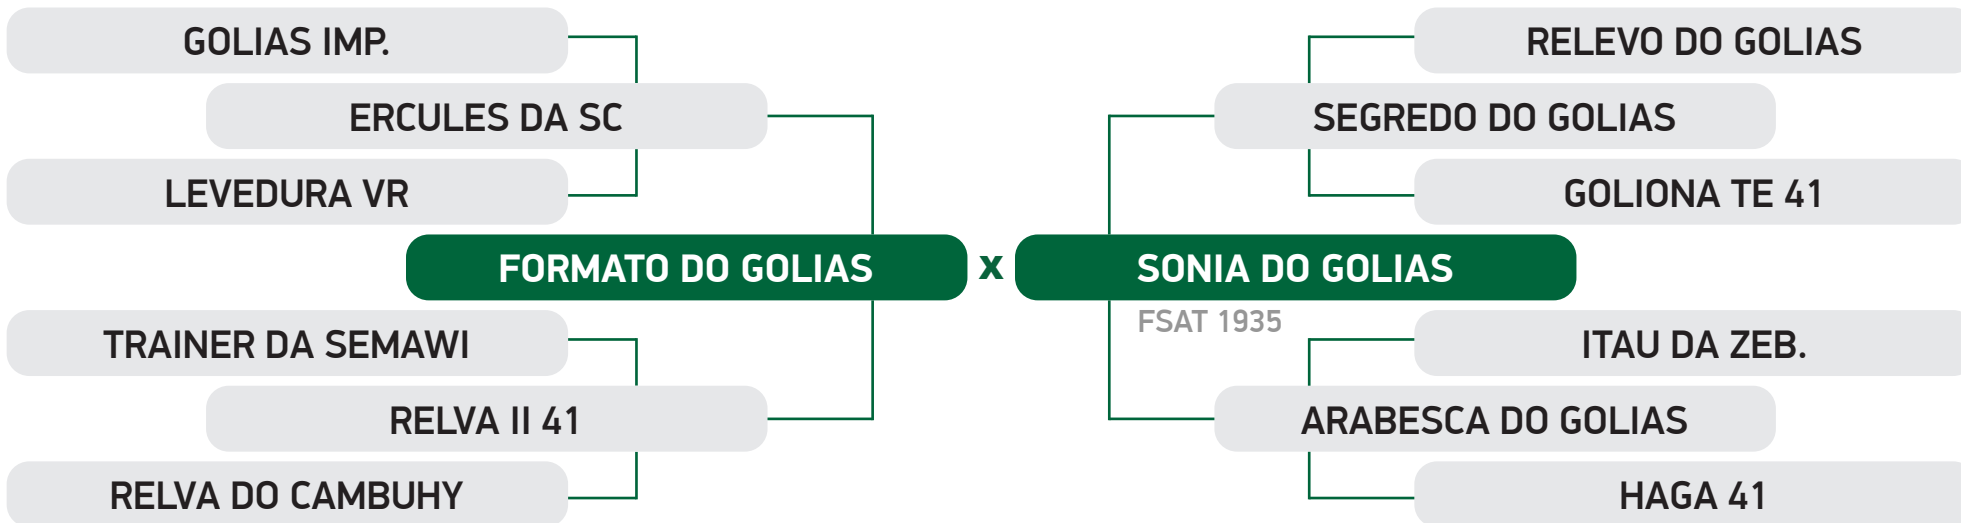 GOLIAS IMP.
RELEVO DO GOLIAS
ERCULES DA SC
SEGREDO DO GOLIAS
LEVEDURA VR
GOLIONA TE 41
FORMATO DO GOLIAS x SONIA DO GOLIAS
FSAT 1935
TRAINER DA SEMAWI
ITAU DA ZEB.
RELVA II 41
ARABESCA DO GOLIAS
RELVA DO CAMBUHY
HAGA 41